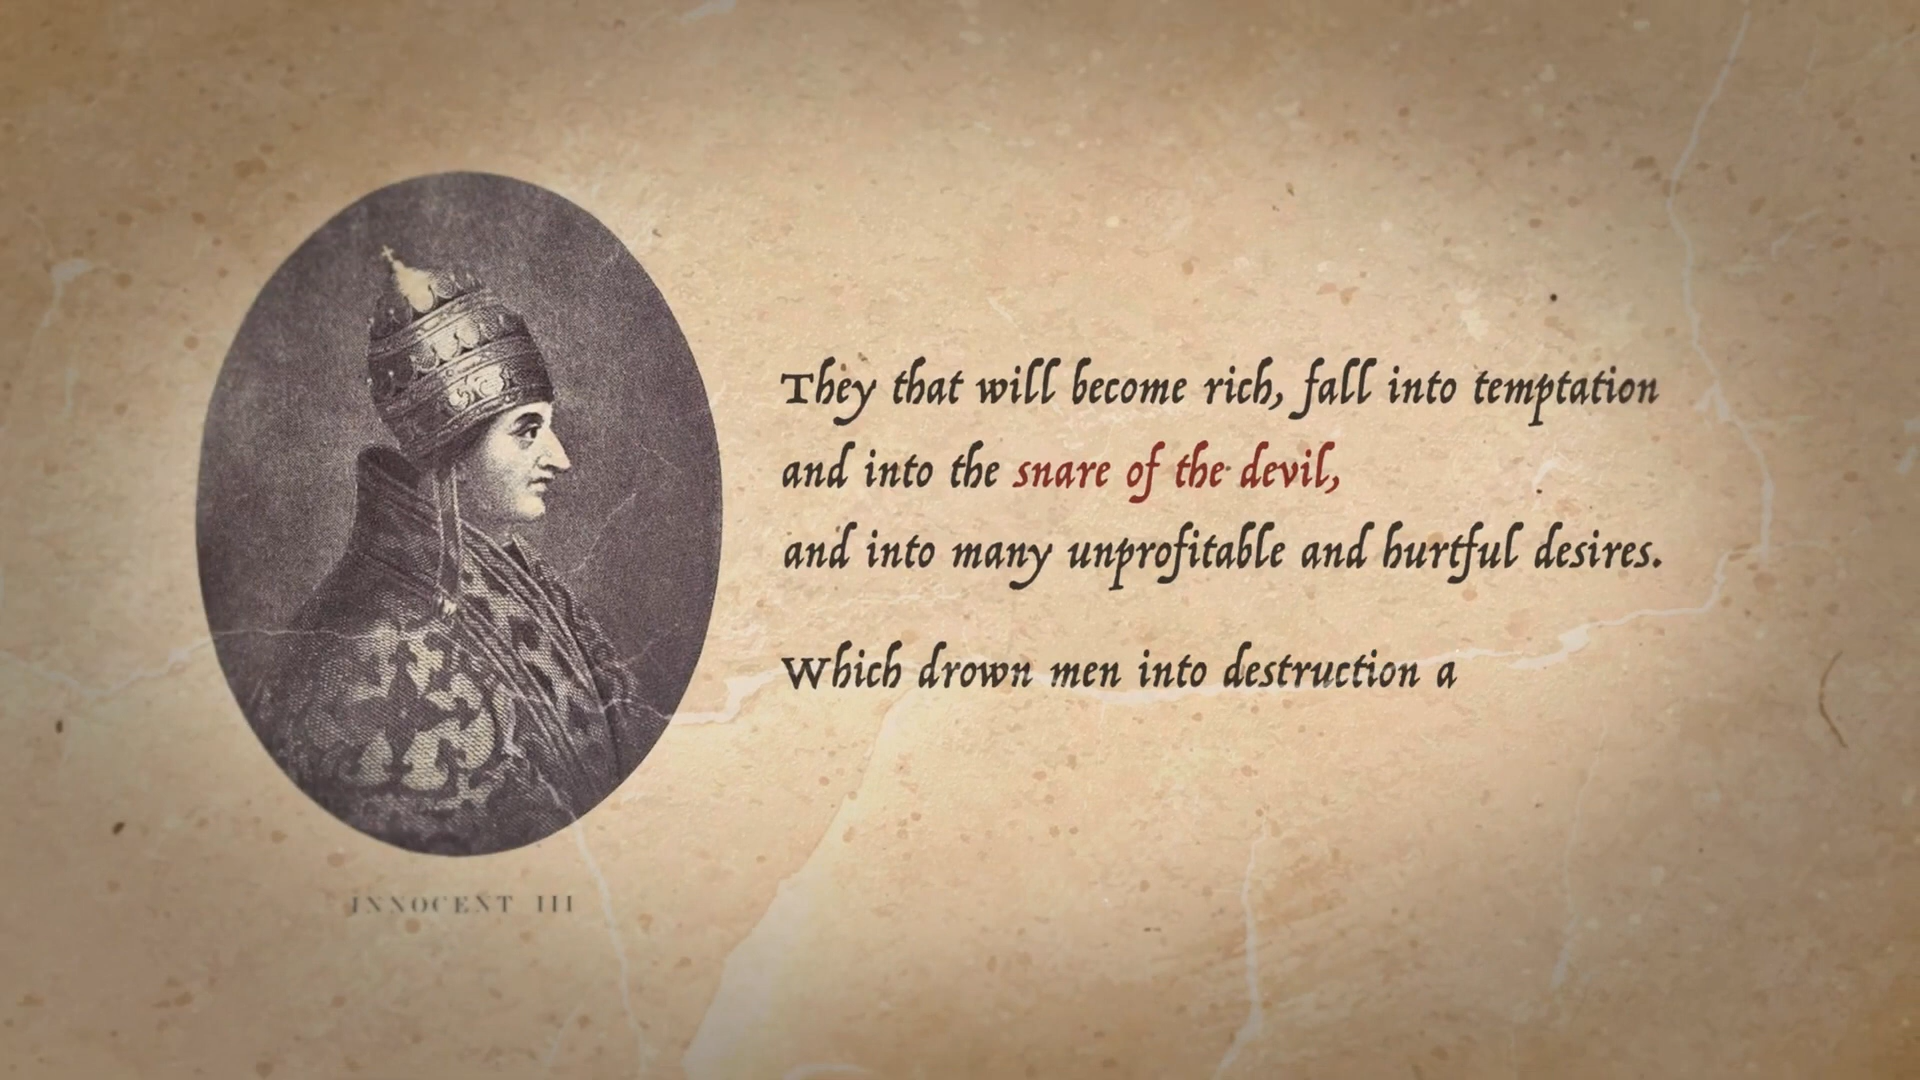 They that will become rich, fall into temptation
and into the snare of the devil,
and into many unprofitable and hurtful desires.
Which drown men into destruction a
INNOCENT III